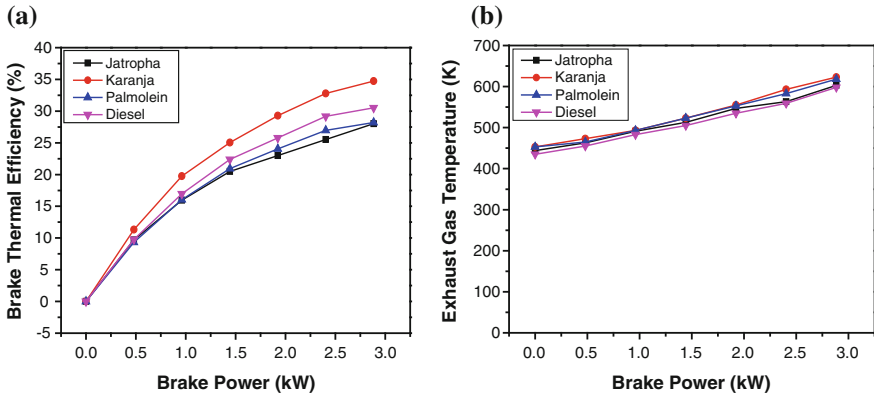 (a)
40
35
30
25
20
15
10
5
0
-5
Brake Thermal Efficiency (%)
Jatropha
Karanja
Palmolein
Diesel
0.0 0.5 1.0 1.5 2.0 2.5 3.0
Brake Power (kW)
(b)
700
600
500
400
300
200
100
0
Exhaust Gas Temperature (K)
Jatropha
Karanja
Palmolein
Diesel
0.0 0.5 1.0 1.5 2.0 2.5 3.0
Brake Power (kW)